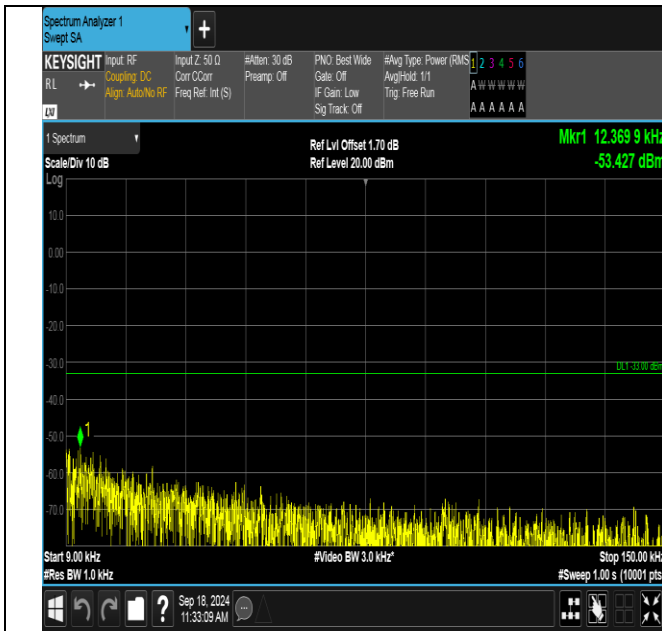 Spectrum Analyzer 1
Swept SA
+
KEYSIGHT
RL
LXI
Input: RF
Coupling: DC
Align: Auto/No RF
Input Z: 50 Ω
Corr CCorr
Freq Ref: Int (S)
#Atten: 30 dB
Preamp: Off
PNO: Best Wide
Gate: Off
IF Gain: Low
Sig Track: Off
#Avg Type: Power (RMS
Avg|Hold: 1/1
Trig: Free Run
1 2 3 4 5 6
A W W W W W
A A A A A A
1 Spectrum
Scale/Div 10 dB
Ref Lvl Offset 1.70 dB
Ref Level 20.00 dBm
Mkr1 12.369 9 kHz
-53.427 dBm
Log
10.0
0.00
-10.0
-20.0
-30.0
DL1 -33.00 dBm
-40.0
-50.0
1
-60.0
-70.0
Start 9.00 kHz
#Res BW 1.0 kHz
#Video BW 3.0 kHz*
Stop 150.00 kHz
#Sweep 1.00 s (10001 pts
?
Sep 18, 2024
11:33:09 AM